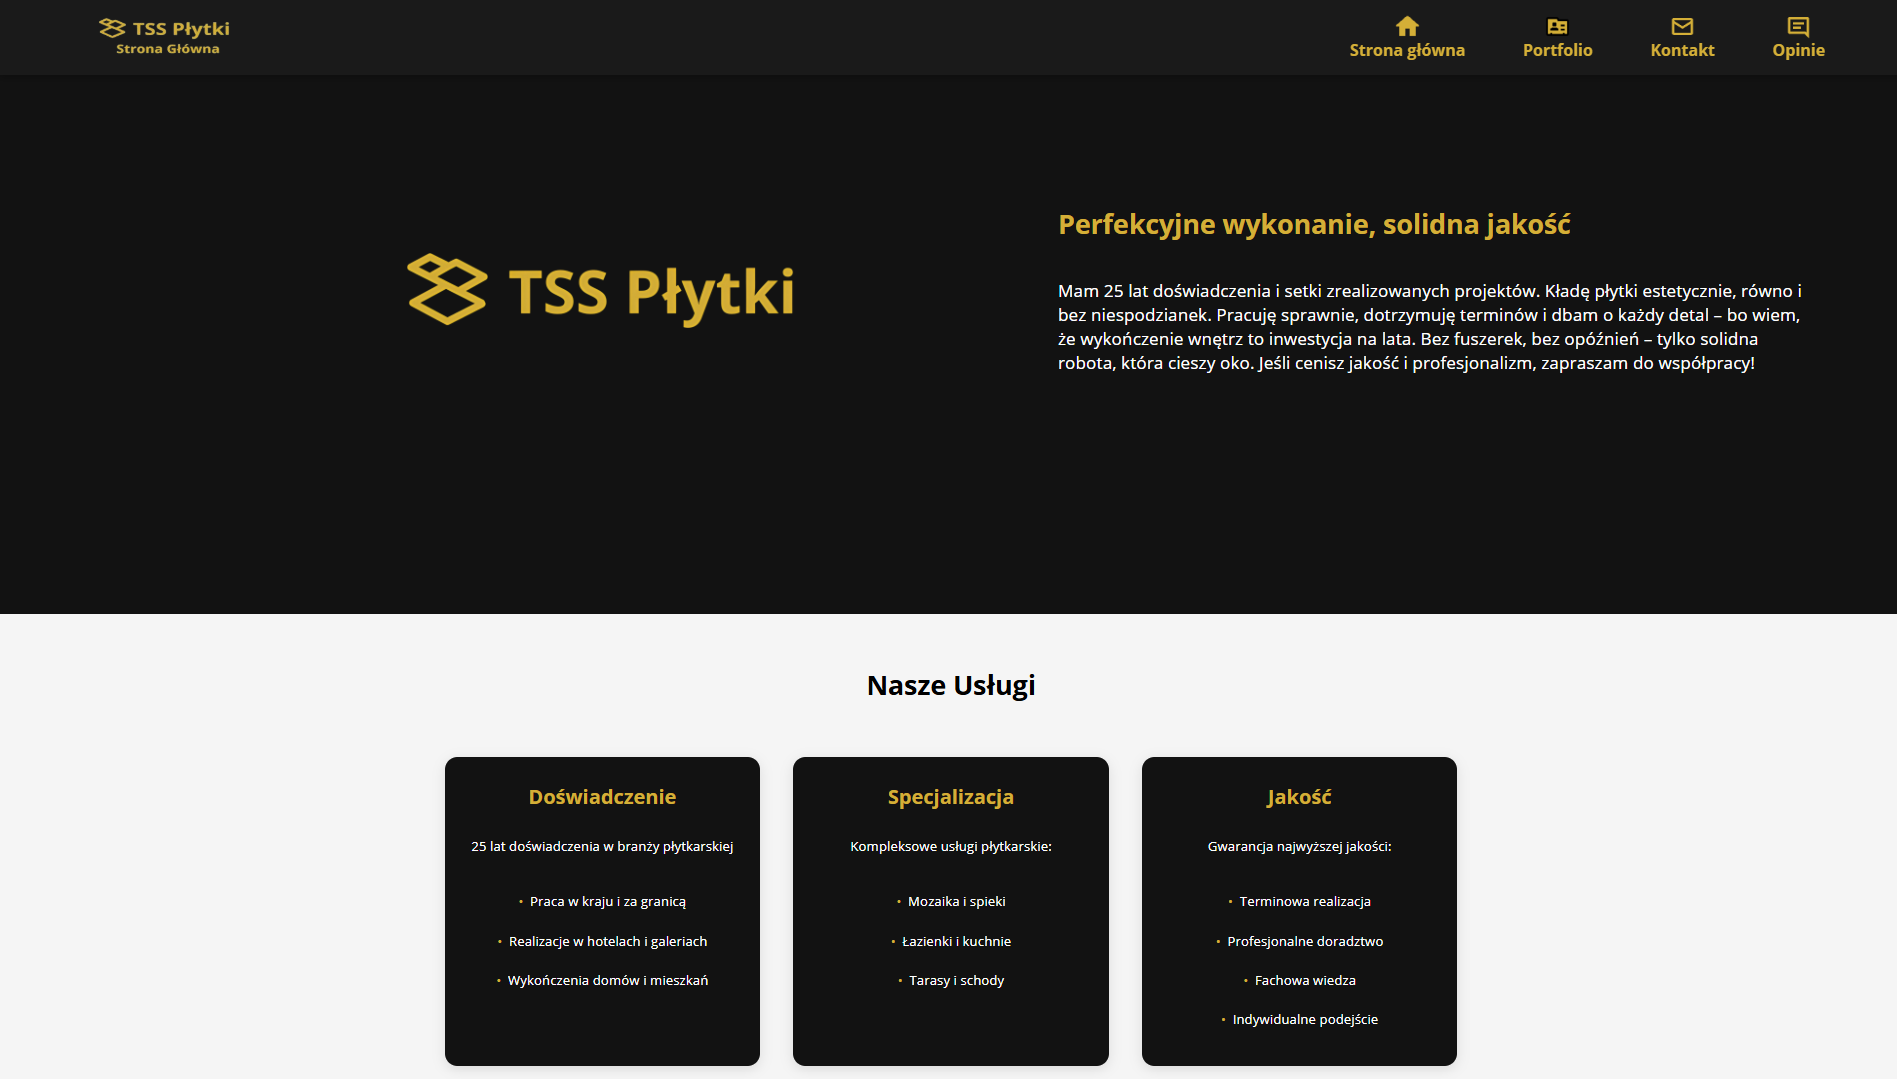 TSS Płytki
Strona Główna
Strona główna
Portfolio
Kontakt
Opinie
TSS Płytki
Perfekcyjne wykonanie, solidna jakość
Mam 25 lat doświadczenia i setki zrealizowanych projektów. Kładę płytki estetycznie, równo i
bez niespodzianek. Pracuję sprawnie, dotrzymuję terminów i dbam o każdy detal – bo wiem,
że wykończenie wnętrz to inwestycja na lata. Bez fuszerek, bez opóźnień – tylko solidna
robota, która cieszy oko. Jeśli cenisz jakość i profesjonalizm, zapraszam do współpracy!
Nasze Usługi
Doświadczenie
25 lat doświadczenia w branży płytkarskiej
• Praca w kraju i za granicą
• Realizacje w hotelach i galeriach
• Wykończenia domów i mieszkań
Specjalizacja
Kompleksowe usługi płytkarskie:
• Mozaika i spieki
• Łazienki i kuchnie
• Tarasy i schody
Jakość
Gwarancja najwyższej jakości:
• Terminowa realizacja
• Profesjonalne doradztwo
• Fachowa wiedza
• Indywidualne podejście